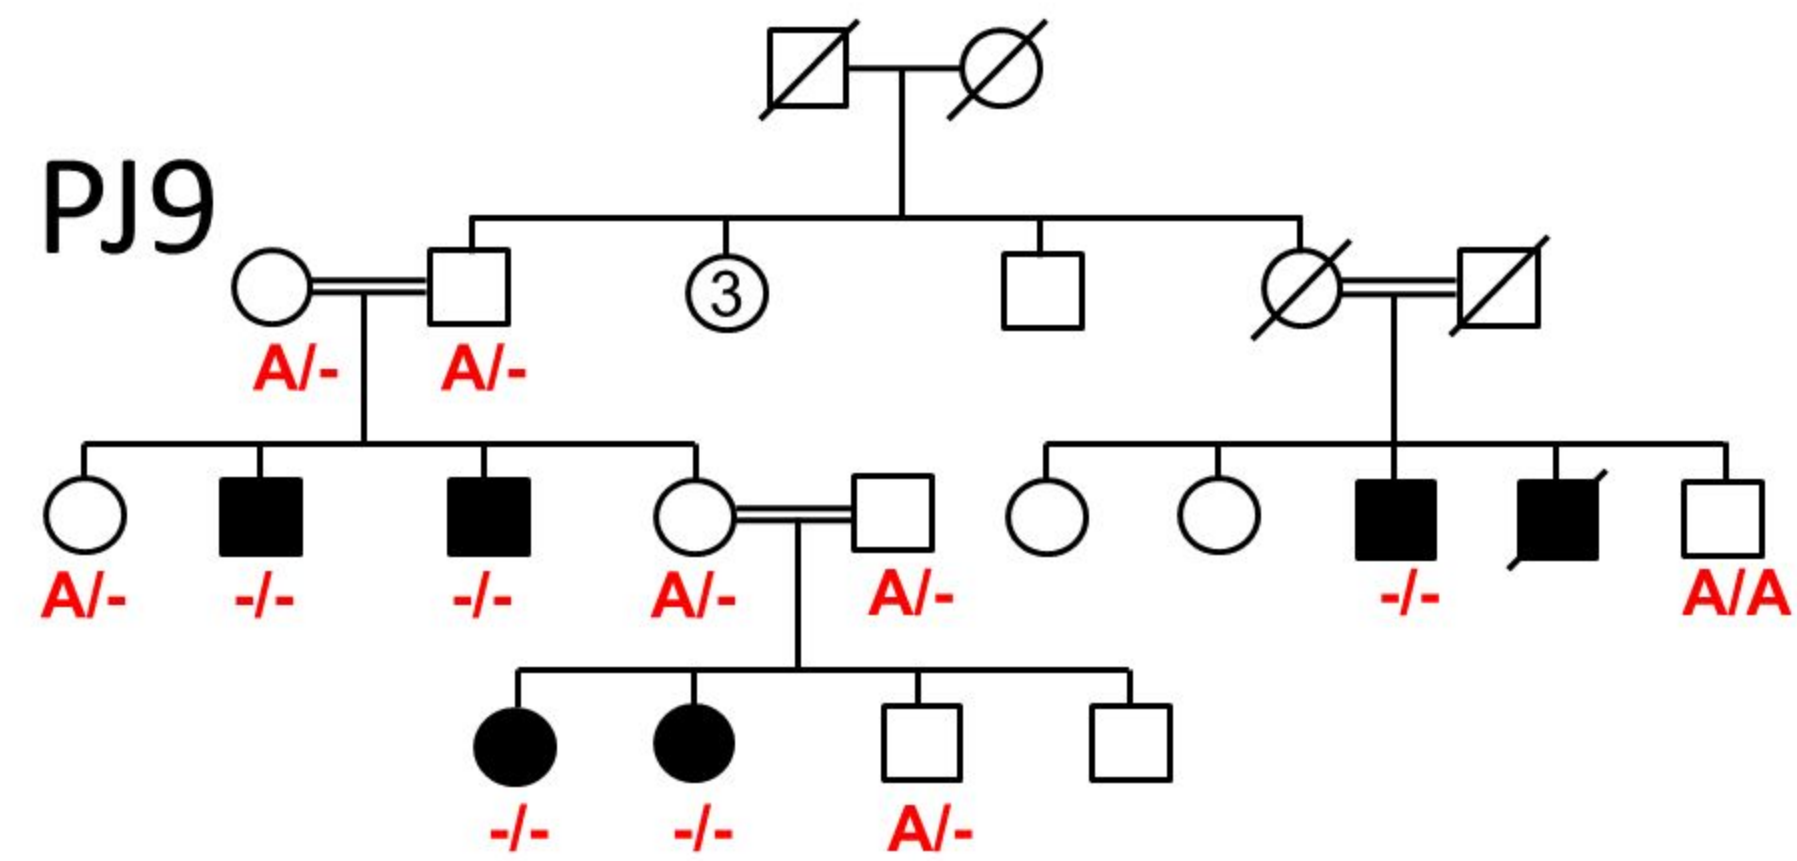 PJ9
3
A/- A/-
A/- -/- -/- A/- A/- -/- A/A
-/- -/- A/-